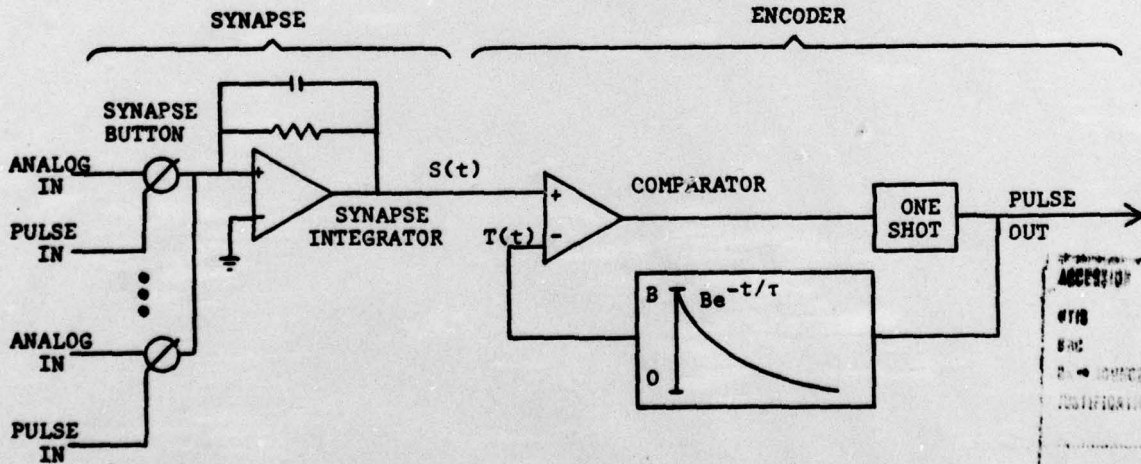 SYNAPSE
ENCODER
SYNAPSE
BUTTON
ANALOG
IN
PULSE
IN
ANALOG
IN
PULSE
IN
+
−
SYNAPSE
INTEGRATOR
S(t)
T(t)
+
-
COMPARATOR
ONE
SHOT
PULSE
OUT
B
Be^-t/τ
O
ACCESSION